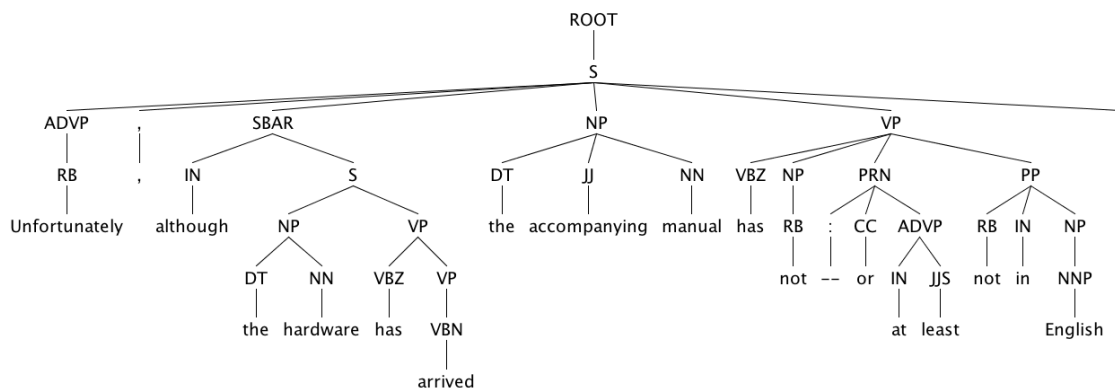 ROOT
S
ADVP , SBAR NP VP
RB , IN S DT JJ NN VBZ NP PRN PP
Unfortunately although NP VP the accompanying manual has RB : CC ADVP RB IN NP
DT NN VBZ VP not -- or IN JJS not in NNP
the hardware has VBN at least English
arrived